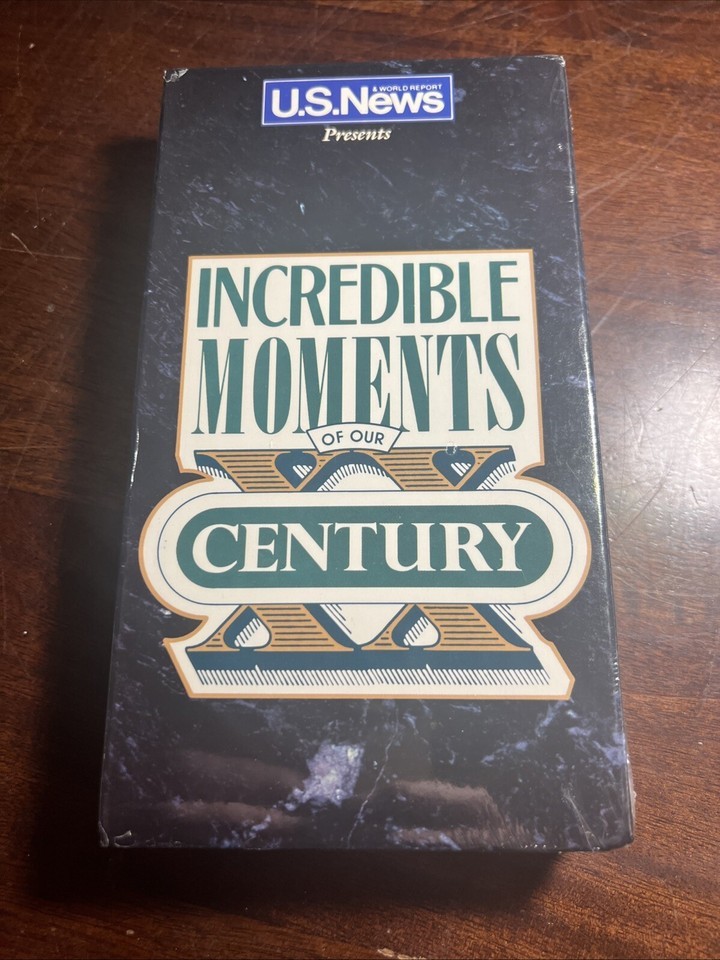 U.S.News
& WORLD REPORT
Presents
INCREDIBLE
MOMENTS
OF OUR
XX
CENTURY